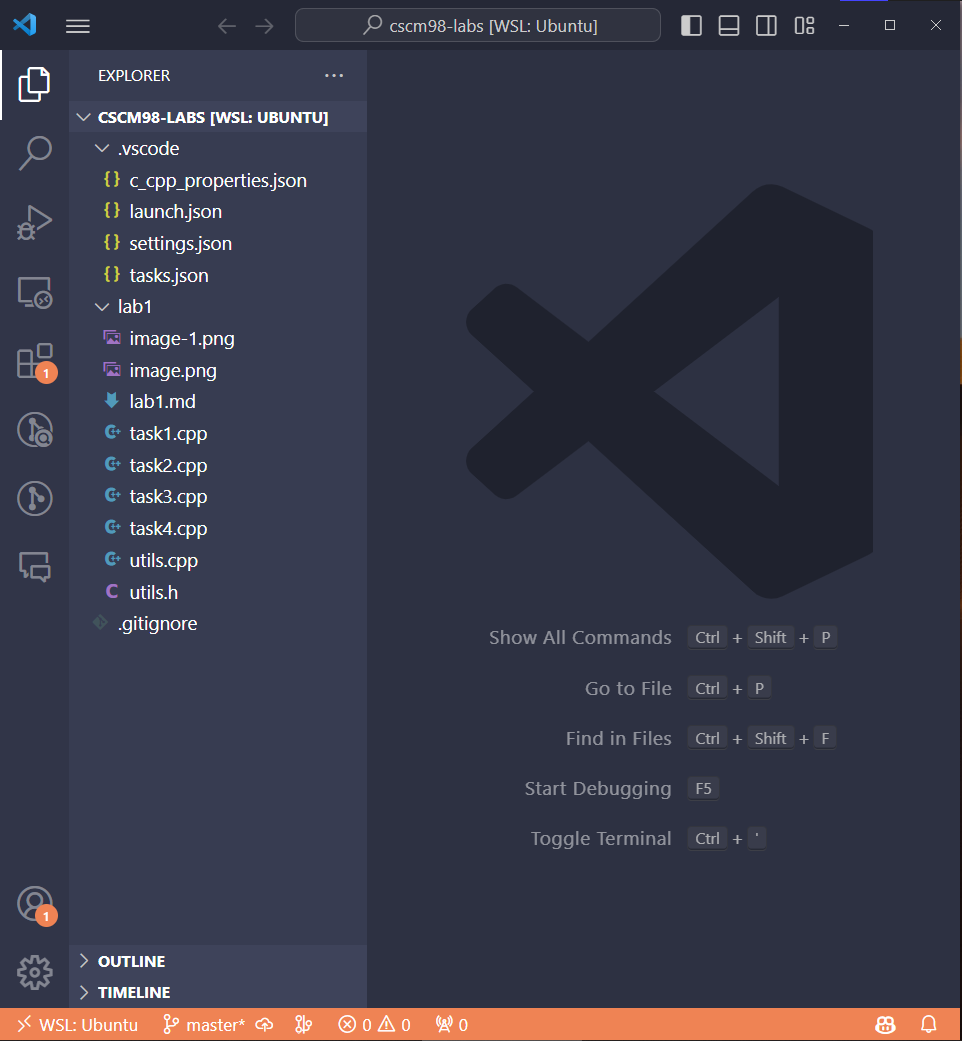 cscm98-labs [WSL: Ubuntu]
EXPLORER ···
CSCM98-LABS [WSL: UBUNTU]
.vscode
{} c_cpp_properties.json
{} launch.json
{} settings.json
{} tasks.json
lab1
image-1.png
image.png
lab1.md
C++ task1.cpp
C++ task2.cpp
C++ task3.cpp
C++ task4.cpp
C++ utils.cpp
C utils.h
.gitignore
1
1
OUTLINE
TIMELINE
Show All Commands Ctrl + Shift + P
Go to File Ctrl + P
Find in Files Ctrl + Shift + F
Start Debugging F5
Toggle Terminal Ctrl + '
WSL: Ubuntu master* 0 0 0